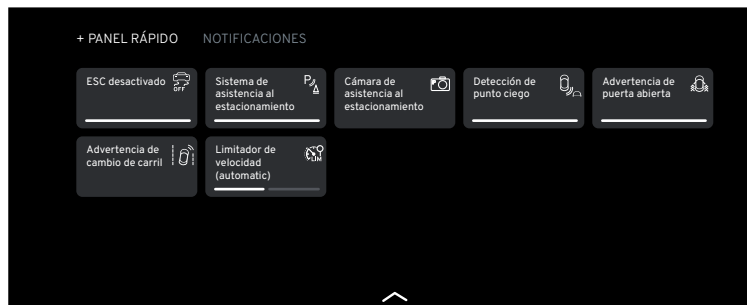 + PANEL RÁPIDO NOTIFICACIONES
ESC desactivado OFF
Sistema de
asistencia al
estacionamiento
P
Cámara de
asistencia al
estacionamiento
Detección de
punto ciego
Advertencia de
puerta abierta
Advertencia de
cambio de carril
Limitador de
velocidad
(automatic)
LIM